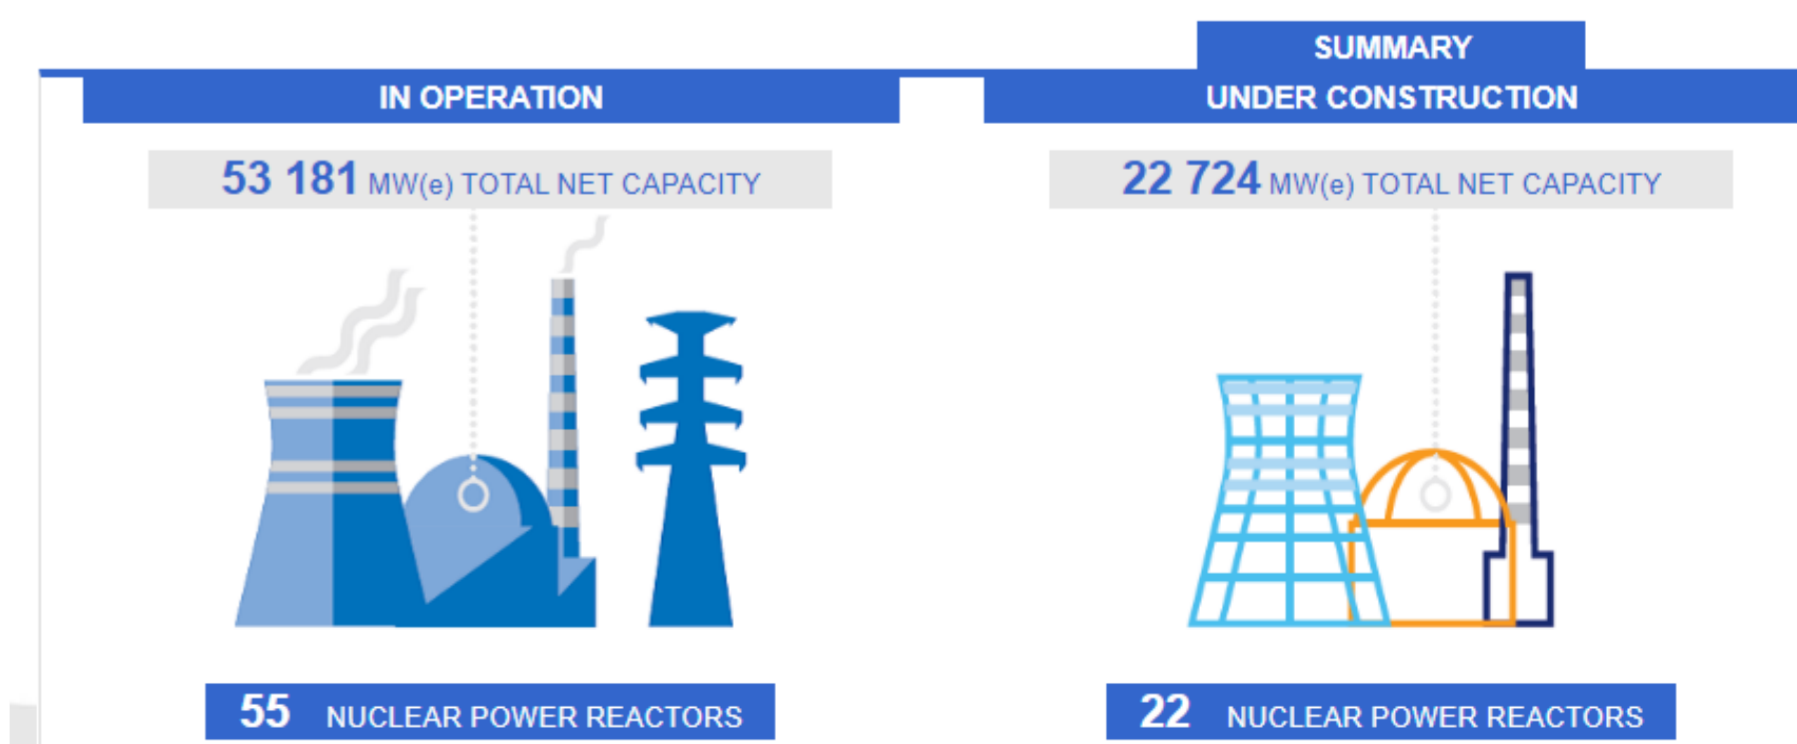 SUMMARY
IN OPERATION
UNDER CONSTRUCTION
53 181 MW(e) TOTAL NET CAPACITY
22 724 MW(e) TOTAL NET CAPACITY
55 NUCLEAR POWER REACTORS
22 NUCLEAR POWER REACTORS